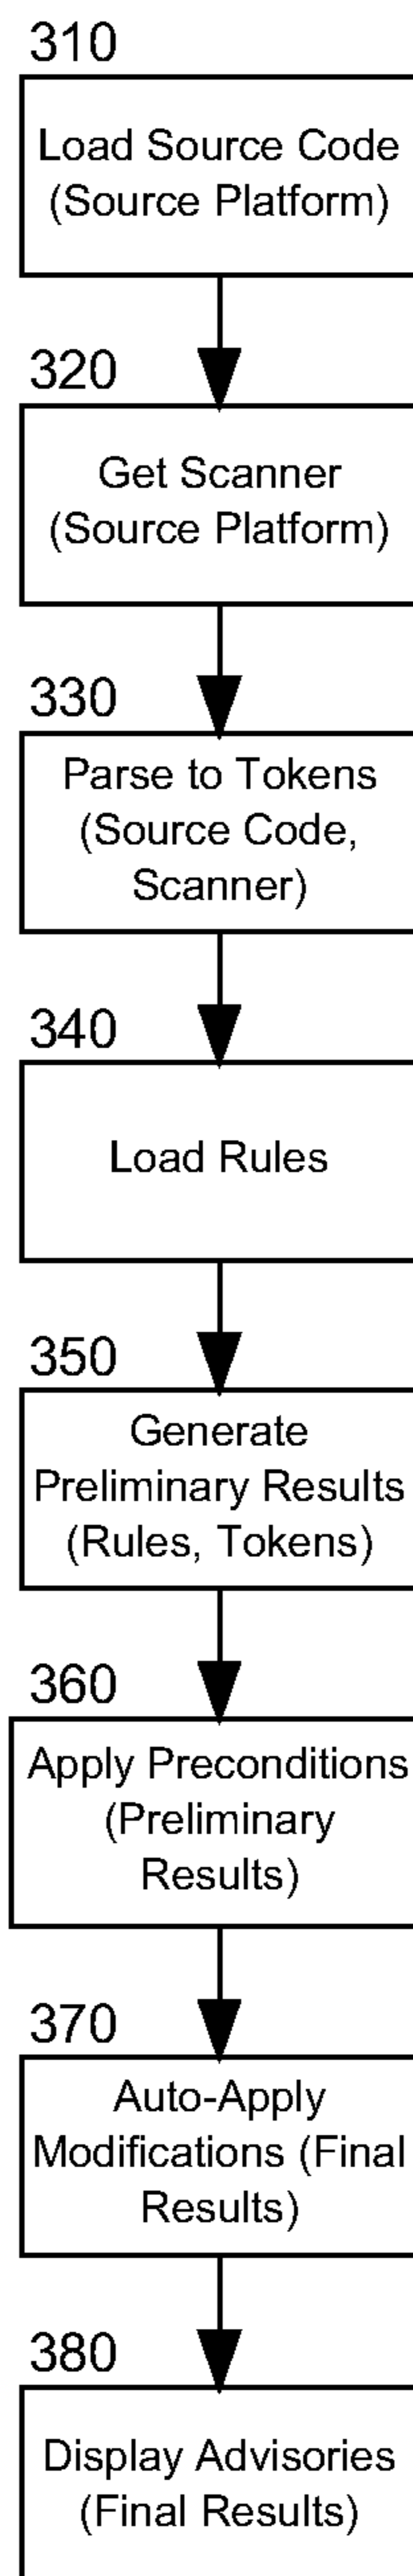 310
Load Source Code
(Source Platform)
320
Get Scanner
(Source Platform)
330
Parse to Tokens
(Source Code,
Scanner)
340
Load Rules
350
Generate
Preliminary Results
(Rules, Tokens)
360
Apply Preconditions
(Preliminary
Results)
370
Auto-Apply
Modifications (Final
Results)
380
Display Advisories
(Final Results)